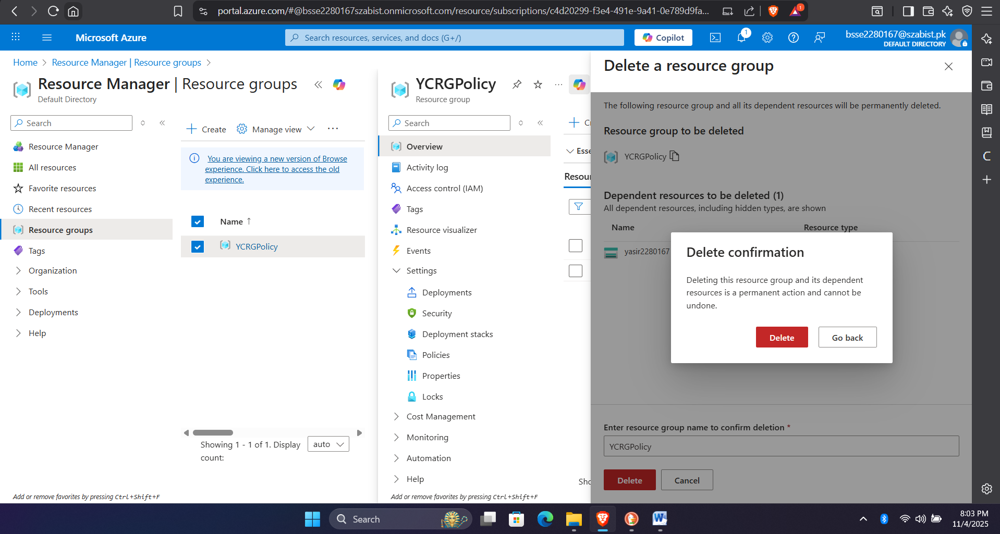 portal.azure.com/#@bsse2280167szabist.onmicrosoft.com/resource/subscriptions/c4d20299-f3e4-491e-9a41-0e789d9fa...
1
Microsoft Azure
Search resources, services, and docs (G+/)
Copilot
1
bsse2280167@szabist.pk
DEFAULT DIRECTORY
Home > Resource Manager | Resource groups >
Resource Manager | Resource groups
Default Directory
Search
Resource Manager
All resources
Favorite resources
Recent resources
Resource groups
Tags
Organization
Tools
Deployments
Help
Add or remove favorites by pressing Ctrl+Shift+F
Create
Manage view
You are viewing a new version of Browse
experience. Click here to access the old
experience.
Name ↑
YCRGPolicy
Showing 1 - 1 of 1. Display
count:
auto
YCRGPolicy
Resource group
Search
Overview
Activity log
Access control (IAM)
Tags
Resource visualizer
Events
Settings
Deployments
Security
Deployment stacks
Policies
Properties
Locks
Cost Management
Monitoring
Automation
Help
Add or remove favorites by pressing Ctrl+Shift+F
Delete a resource group
The following resource group and all its dependent resources will be permanently deleted.
Resource group to be deleted
YCRGPolicy
Dependent resources to be deleted (1)
All dependent resources, including hidden types, are shown
Name
Resource type
yasir2280167
Delete confirmation
Deleting this resource group and its dependent
resources is a permanent action and cannot be
undone.
Delete
Go back
Enter resource group name to confirm deletion *
YCRGPolicy
Delete
Cancel
Search
8:03 PM
11/4/2025